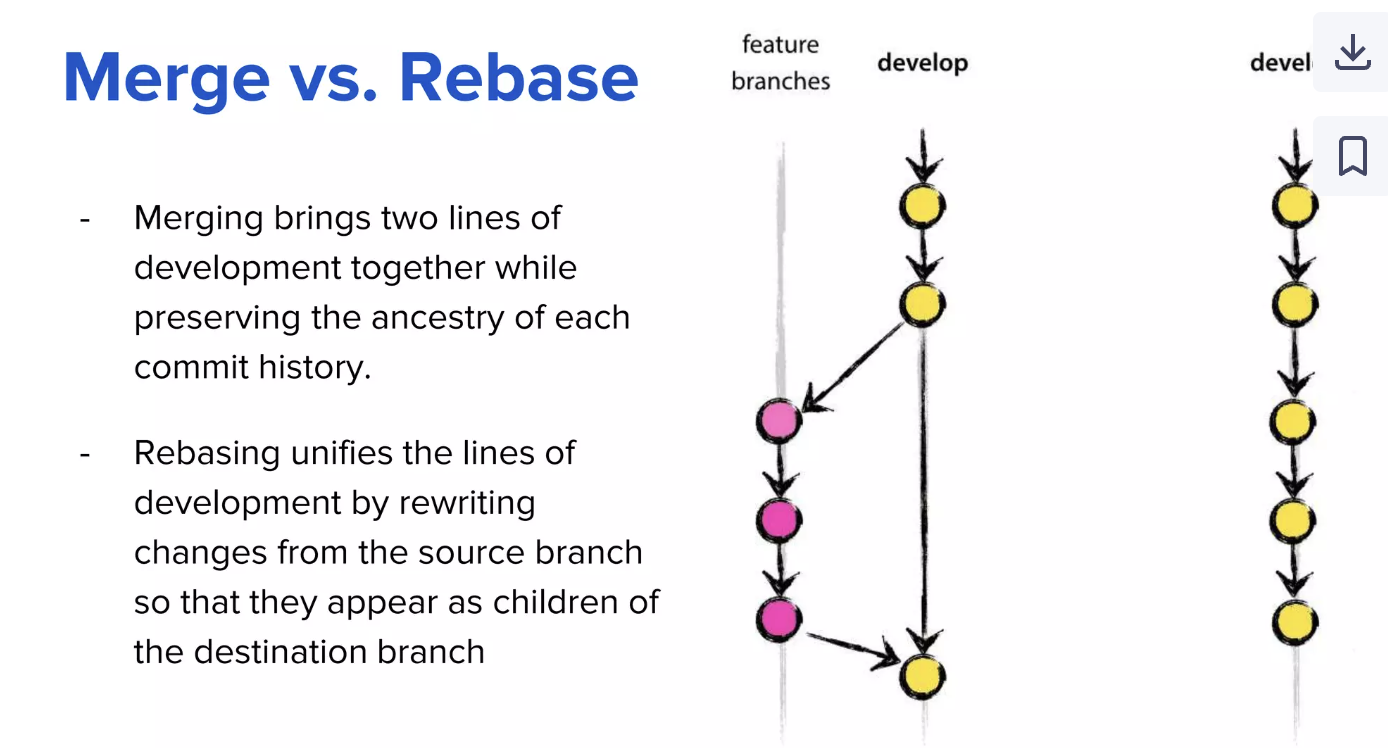 Merge vs. Rebase
- Merging brings two lines of
development together while
preserving the ancestry of each
commit history.
- Rebasing unifies the lines of
development by rewriting
changes from the source branch
so that they appear as children of
the destination branch
feature
branches
develop